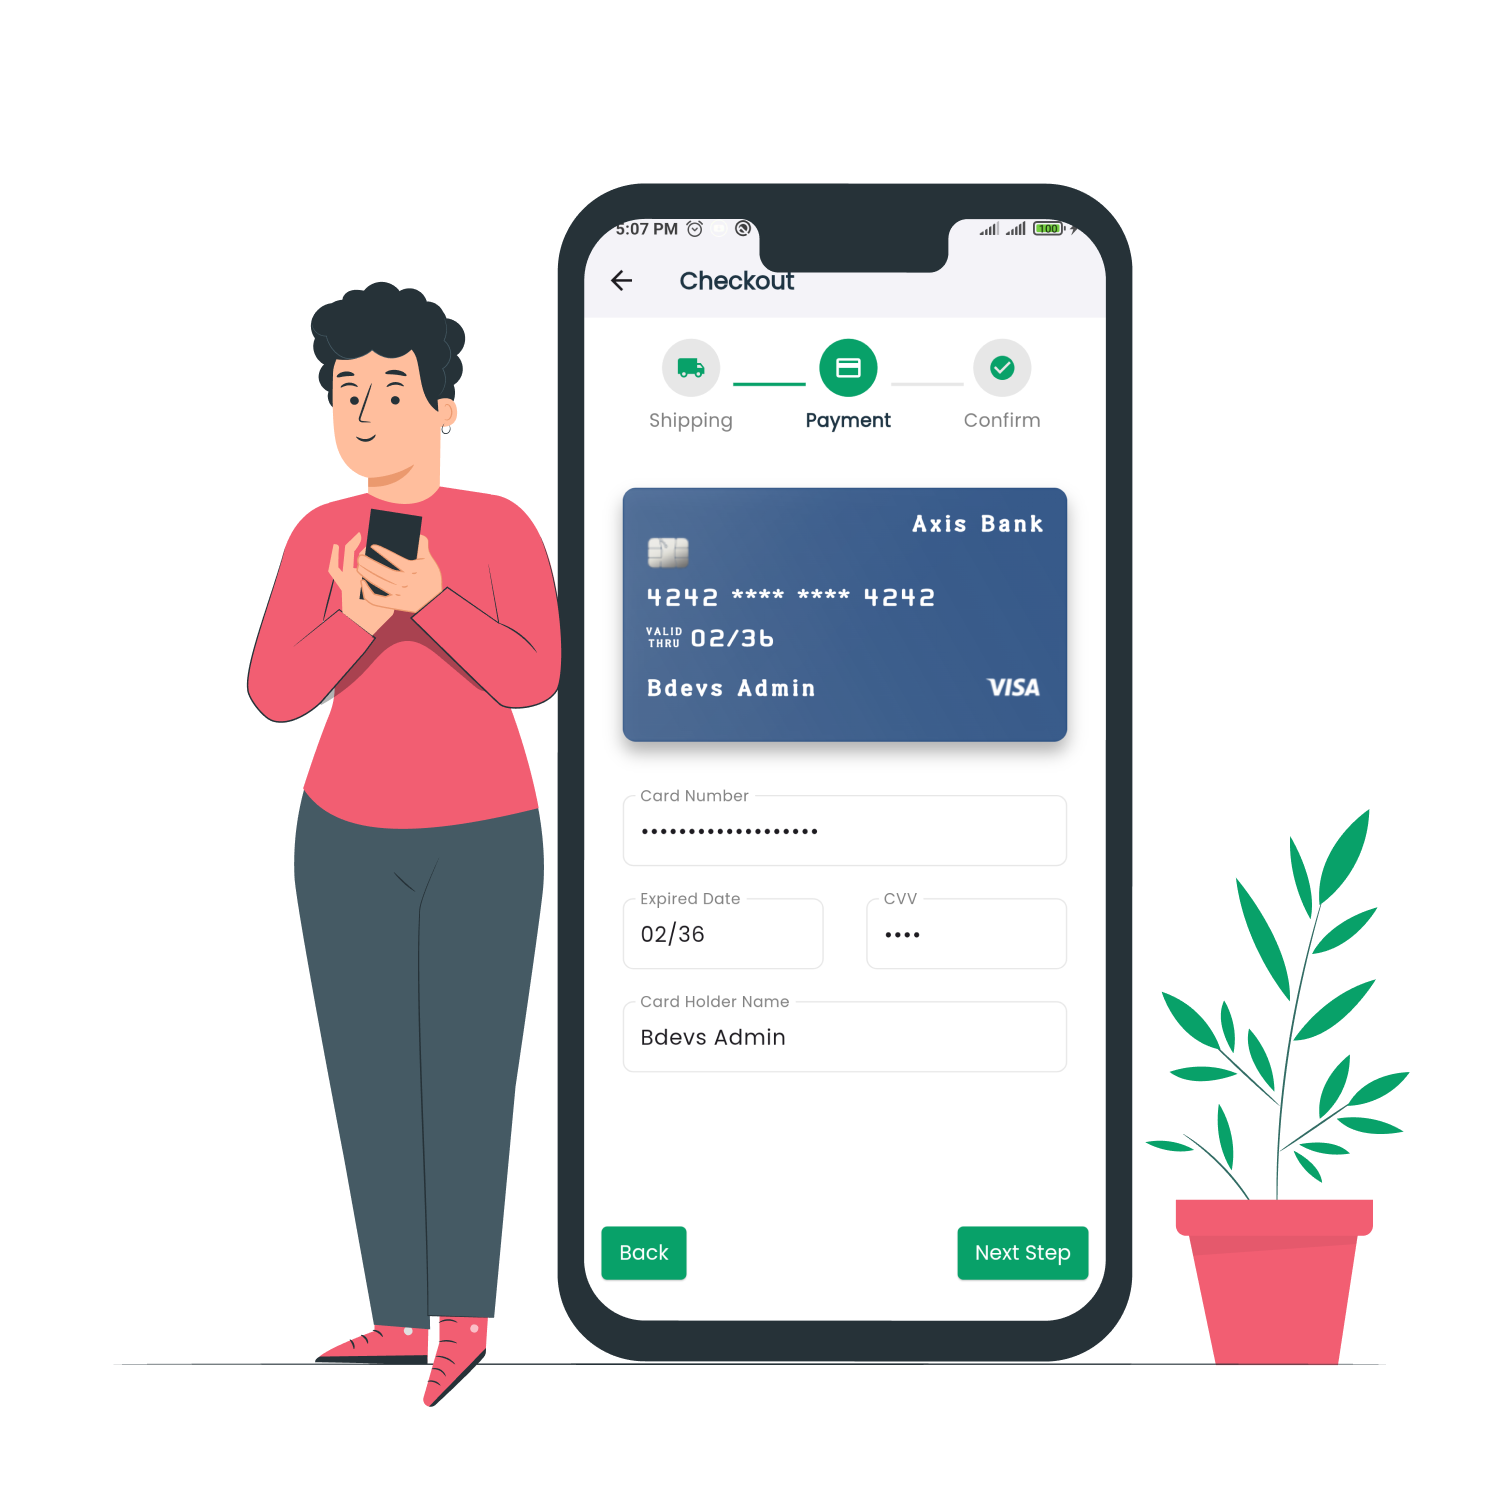 5:07 PM
100
Checkout
Shipping
Payment
Confirm
Axis Bank
4242 **** **** 4242
VALID
THRU 02/36
Bdevs Admin
VISA
Card Number
•••••••••••••••••••
Expired Date
CVV
02/36
••••
Card Holder Name
Bdevs Admin
Back
Next Step